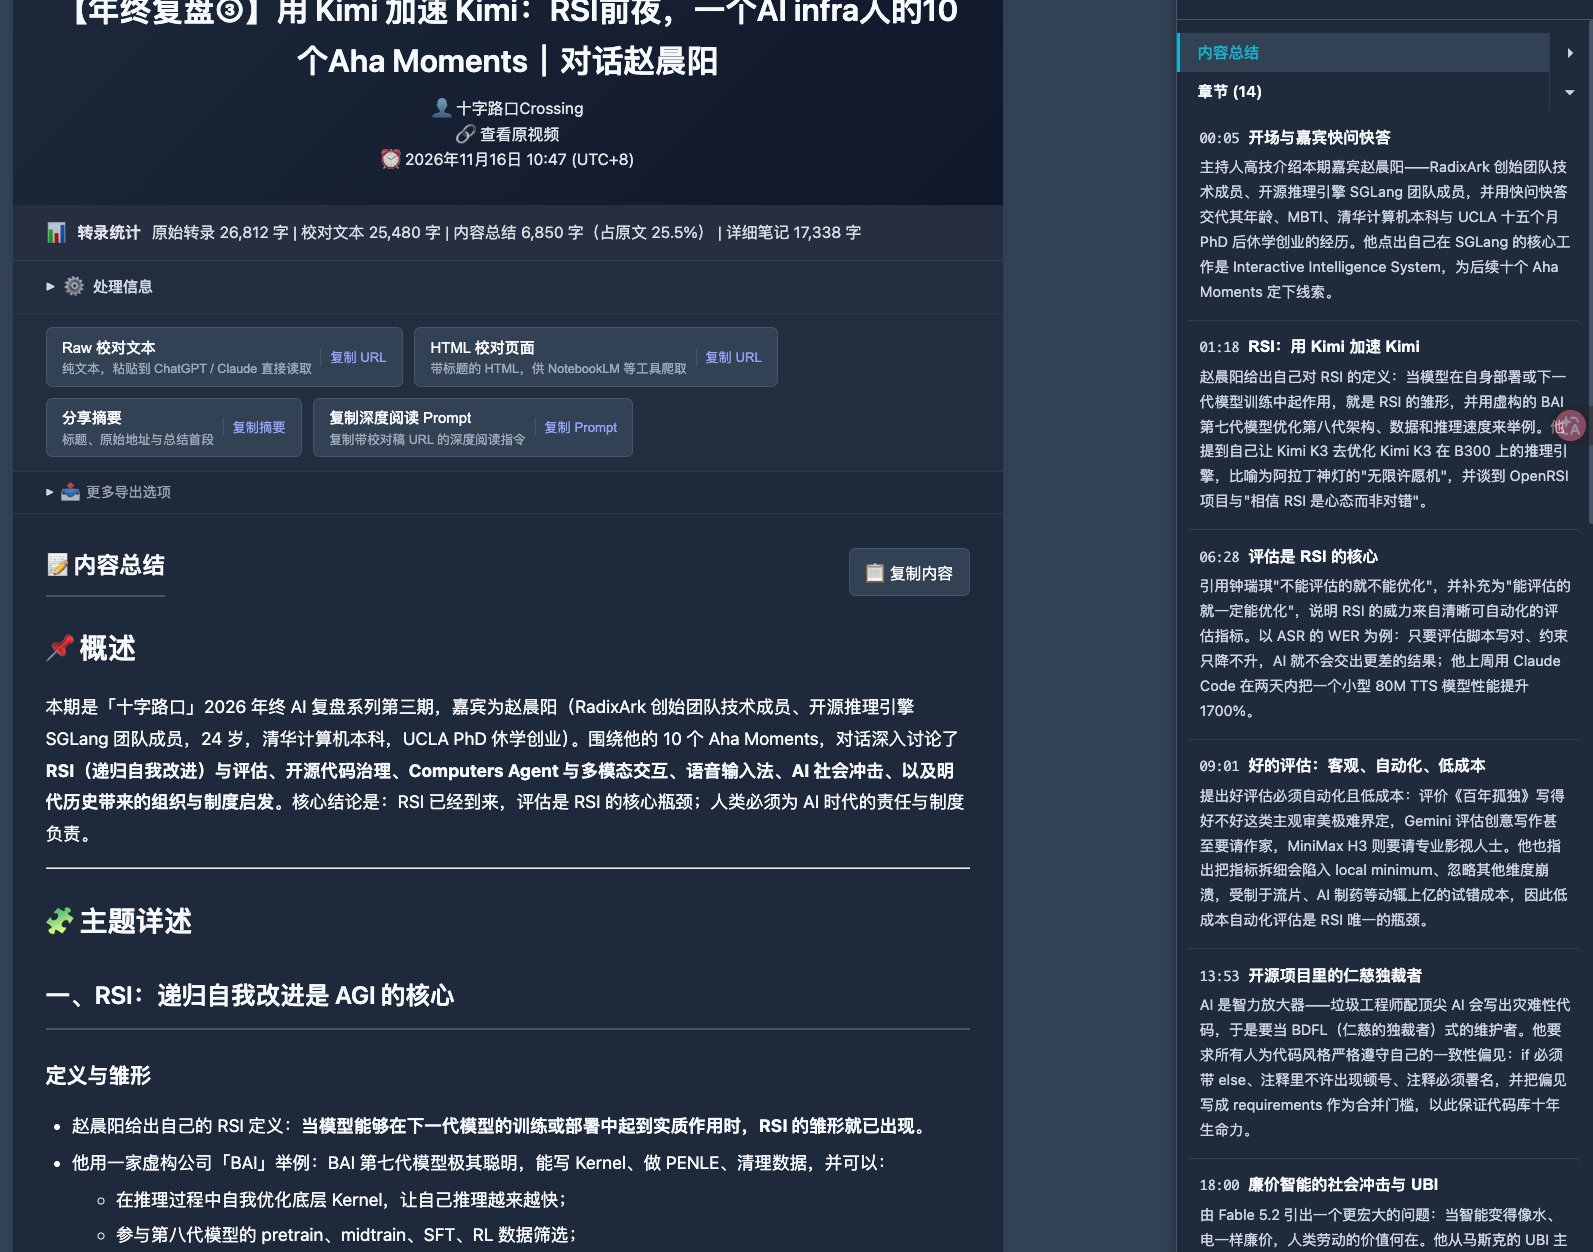 【年终复盘③】用 Kimi 加速 Kimi：RSI前夜，一个AI infra人的10
个Aha Moments｜对话赵晨阳
十字路口Crossing
查看原视频
2026年11月16日 10:47 (UTC+8)
转录统计 原始转录 26,812 字 | 校对文本 25,480 字 | 内容总结 6,850 字（占原文 25.5%） | 详细笔记 17,338 字
处理信息
Raw 校对文本
纯文本，粘贴到 ChatGPT / Claude 直接读取
复制 URL
HTML 校对页面
带标题的 HTML，供 NotebookLM 等工具爬取
复制 URL
分享摘要
标题、原始地址与总结首段
复制摘要
复制深度阅读 Prompt
复制带校对稿 URL 的深度阅读指令
复制 Prompt
更多导出选项
内容总结
复制内容
概述
本期是「十字路口」2026 年终 AI 复盘系列第三期，嘉宾为赵晨阳（RadixArk 创始团队技术成员、开源推理引擎
SGLang 团队成员，24 岁，清华计算机本科，UCLA PhD 休学创业）。围绕他的 10 个 Aha Moments，对话深入讨论了
RSI（递归自我改进）与评估、开源代码治理、Computers Agent 与多模态交互、语音输入法、AI 社会冲击、以及明
代历史带来的组织与制度启发。核心结论是：RSI 已经到来，评估是 RSI 的核心瓶颈；人类必须为 AI 时代的责任与制度
负责。
主题详述
一、RSI：递归自我改进是 AGI 的核心
定义与雏形
• 赵晨阳给出自己的 RSI 定义：当模型能够在下一代模型的训练或部署中起到实质作用时，RSI 的雏形就已出现。
• 他用一家虚构公司「BAI」举例：BAI 第七代模型极其聪明，能写 Kernel、做 PENLE、清理数据，并可以：
◦ 在推理过程中自我优化底层 Kernel，让自己推理越来越快；
◦ 参与第八代模型的 pretrain、midtrain、SFT、RL 数据筛选；
内容总结
章节 (14)
00:05 开场与嘉宾快问快答
主持人高技介绍本期嘉宾赵晨阳——RadixArk 创始团队技
术成员、开源推理引擎 SGLang 团队成员，并用快问快答
交代其年龄、MBTI、清华计算机本科与 UCLA 十五个月
PhD 后休学创业的经历。他点出自己在 SGLang 的核心工
作是 Interactive Intelligence System，为后续十个 Aha
Moments 定下线索。
01:18 RSI：用 Kimi 加速 Kimi
赵晨阳给出自己对 RSI 的定义：当模型在自身部署或下一
代模型训练中起作用，就是 RSI 的雏形，并用虚构的 BAI
第七代模型优化第八代架构、数据和推理速度来举例。他
提到自己让 Kimi K3 去优化 Kimi K3 在 B300 上的推理引
擎，比喻为阿拉丁神灯的"无限许愿机"，并谈到 OpenRSI
项目与"相信 RSI 是心态而非对错"。
06:28 评估是 RSI 的核心
引用钟瑞琪"不能评估的就不能优化"，并补充为"能评估的
就一定能优化"，说明 RSI 的威力来自清晰可自动化的评
估指标。以 ASR 的 WER 为例：只要评估脚本写对、约束
只降不升，AI 就不会交出更差的结果；他上周用 Claude
Code 在两天内把一个小型 80M TTS 模型性能提升
1700%。
09:01 好的评估：客观、自动化、低成本
提出好评估必须自动化且低成本：评价《百年孤独》写得
好不好这类主观审美极难界定，Gemini 评估创意写作甚
至要请作家，MiniMax H3 则要请专业影视人士。他也指
出把指标拆细会陷入 local minimum、忽略其他维度崩
溃，受制于流片、AI 制药等动辄上亿的试错成本，因此低
成本自动化评估是 RSI 唯一的瓶颈。
13:53 开源项目里的仁慈独裁者
AI 是智力放大器——垃圾工程师配顶尖 AI 会写出灾难性代
码，于是要当 BDFL（仁慈的独裁者）式的维护者。他要
求所有人为代码风格严格遵守自己的一致性偏见：if 必须
带 else、注释里不许出现顿号、注释必须署名，并把偏见
写成 requirements 作为合并门槛，以此保证代码库十年
生命力。
18:00 廉价智能的社会冲击与 UBI
由 Fable 5.2 引出一个更宏大的问题：当智能变得像水、
电一样廉价，人类劳动的价值何在。他从马斯克的 UBI 主